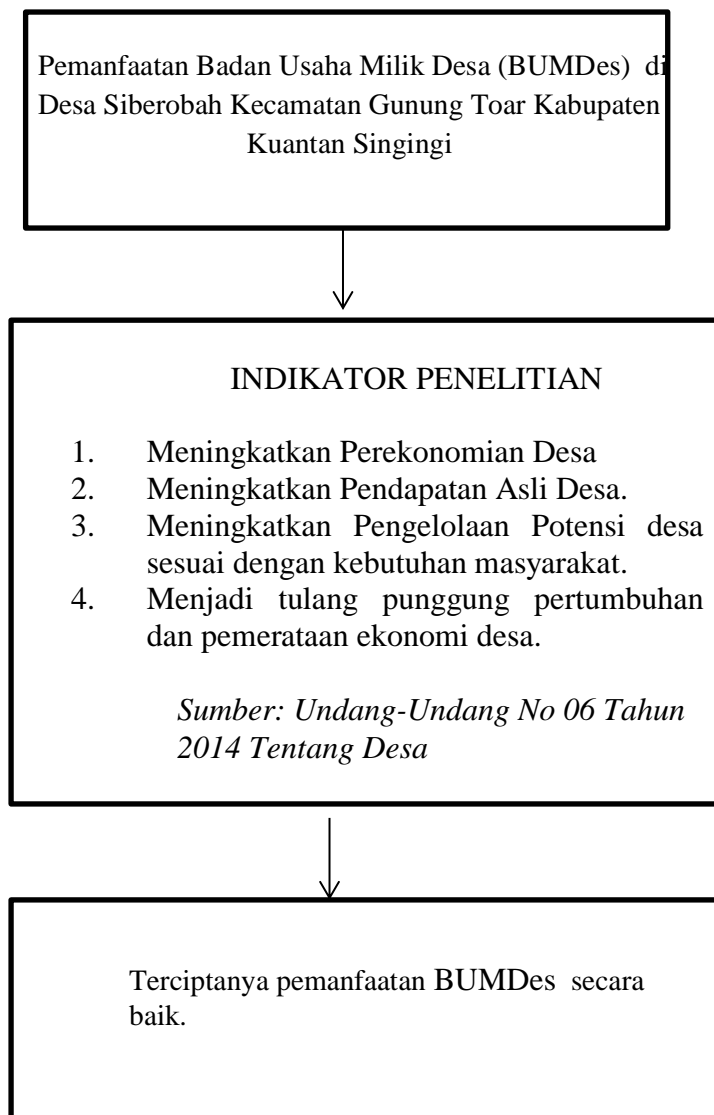 Pemanfaatan Badan Usaha Milik Desa (BUMDes) di
Desa Siberobah Kecamatan Gunung Toar Kabupaten
Kuantan Singingi
INDIKATOR PENELITIAN
1. Meningkatkan Perekonomian Desa
2. Meningkatkan Pendapatan Asli Desa.
3. Meningkatkan Pengelolaan Potensi desa
sesuai dengan kebutuhan masyarakat.
4. Menjadi tulang punggung pertumbuhan
dan pemerataan ekonomi desa.
Sumber: Undang-Undang No 06 Tahun
2014 Tentang Desa
Terciptanya pemanfaatan BUMDes secara
baik.